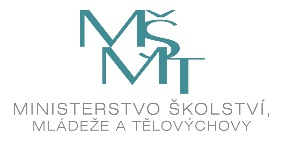 MŠMT
MINISTERSTVO ŠKOLSTVÍ,
MLÁDEŽE A TĚLOVÝCHOVY